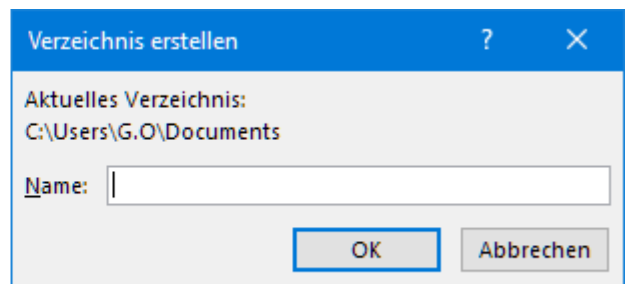 Verzeichnis erstellen ?
Aktuelles Verzeichnis:
C:\Users\G.O\Documents
Name:
OK Abbrechen